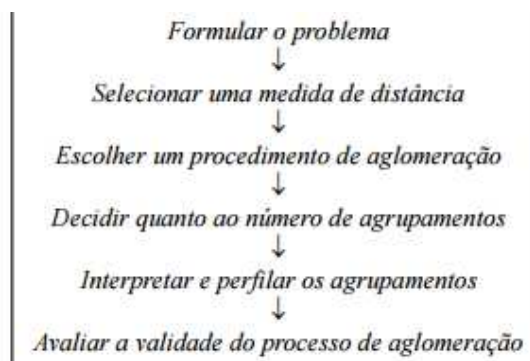 Formular o problema
↓
Selecionar uma medida de distância
↓
Escolher um procedimento de aglomeração
↓
Decidir quanto ao número de agrupamentos
↓
Interpretar e perfilar os agrupamentos
↓
Avaliar a validade do processo de aglomeração